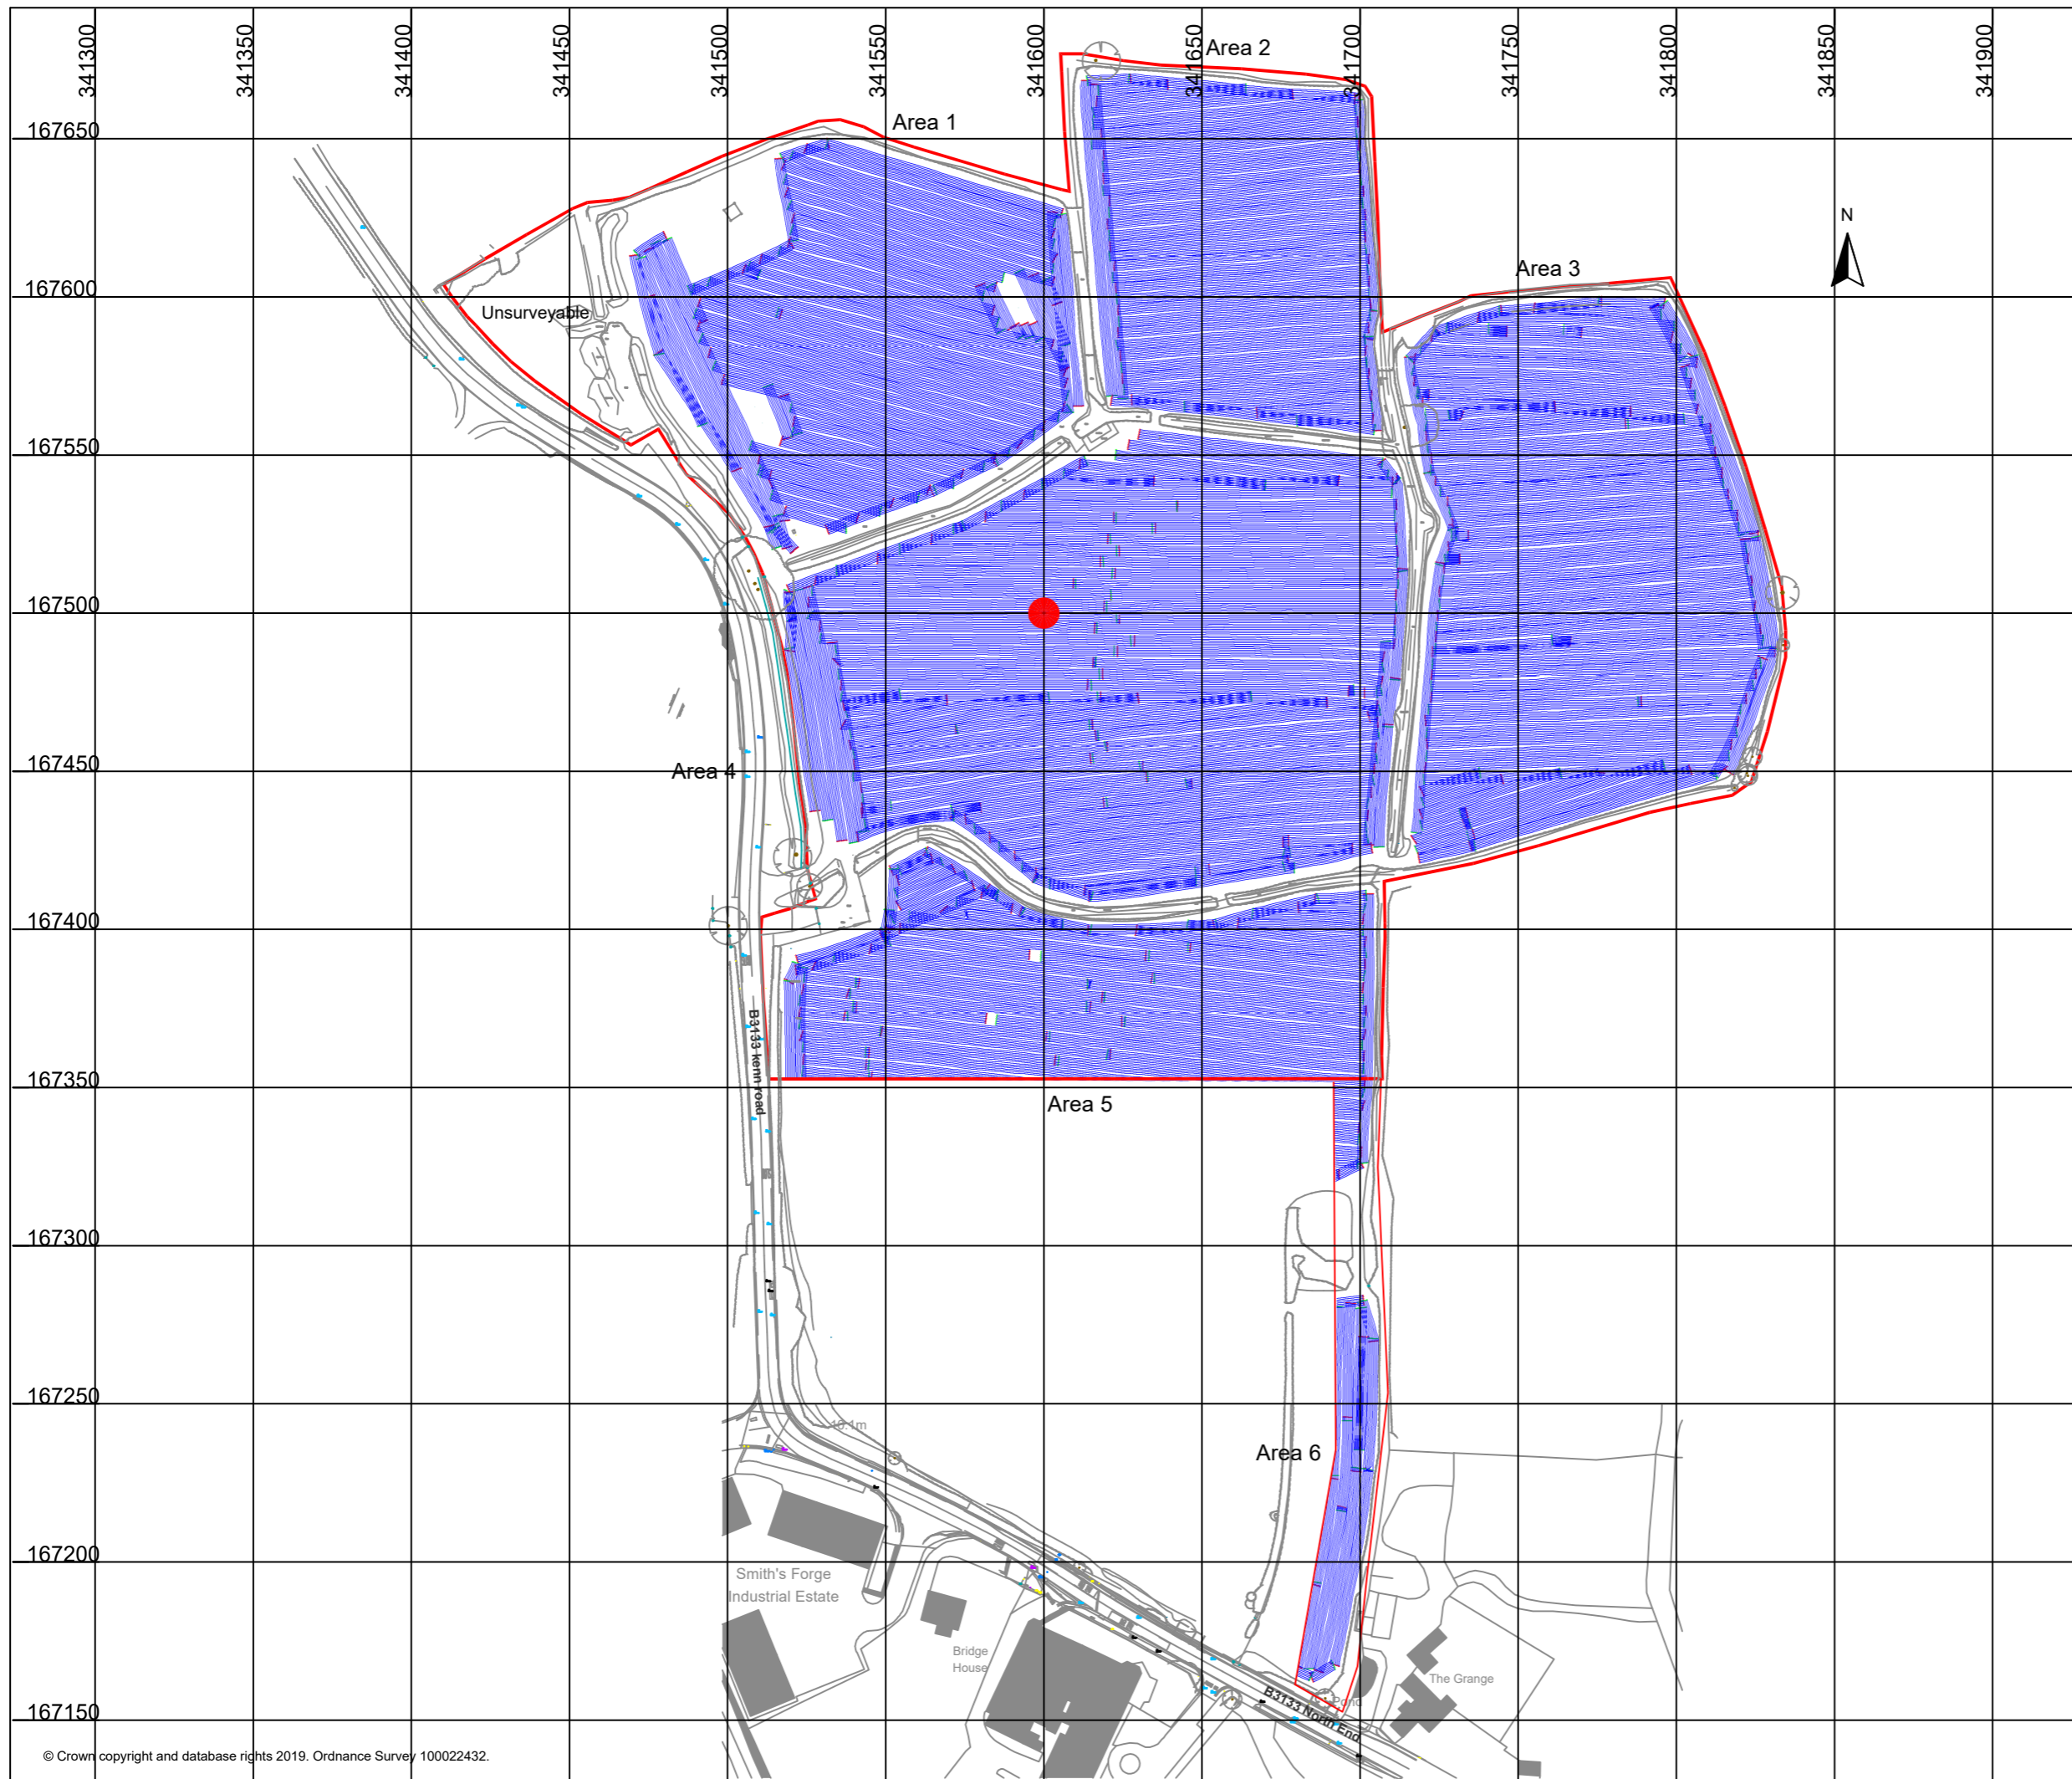 341300
341350
341400
341450
341500
341550
341600
341650
341700
341750
341800
341850
341900
Area 2
Area 1
167650
N
Area 3
167600
Unsurveyable
167550
167500
167450
Area 4
167400
B3133 kenn road
167350
Area 5
167300
167250
10.1m
Area 6
167200
Smith's Forge
Industrial Estate
Bridge
House
The Grange
Pond
B3133 North End
167150
© Crown copyright and database rights 2019. Ordnance Survey 100022432.